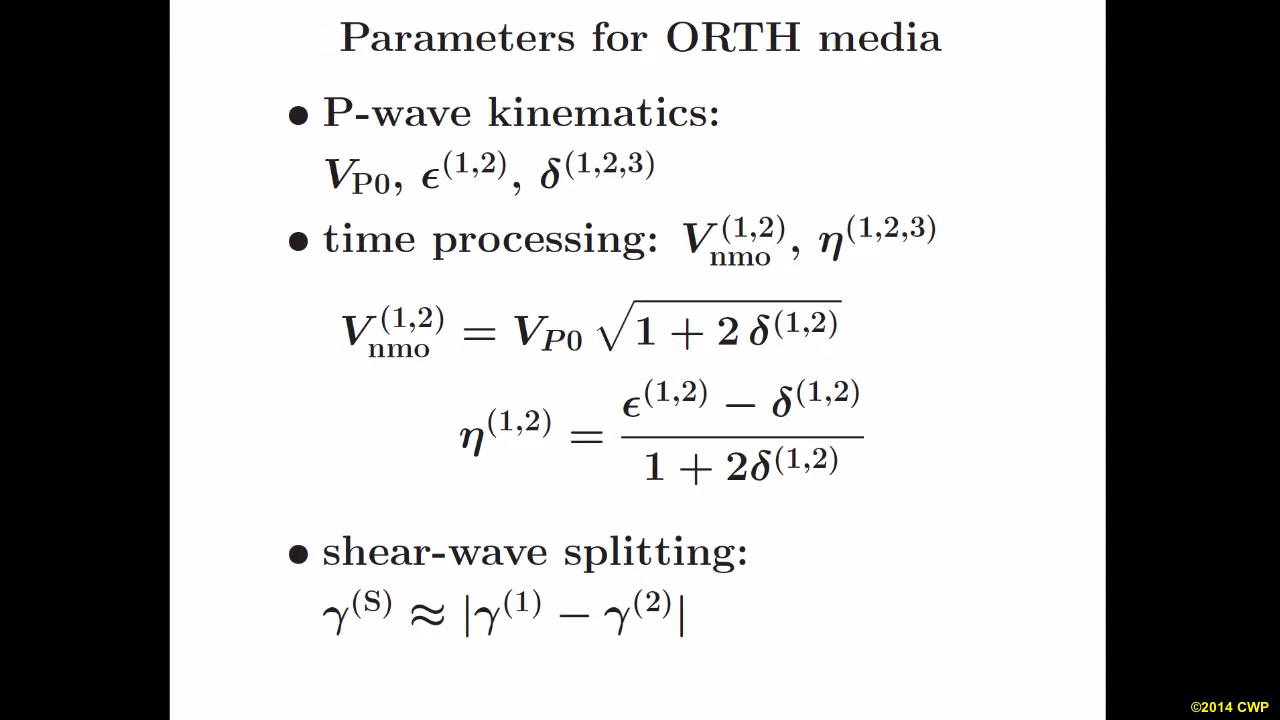 Parameters for ORTH media
• P-wave kinematics:
V_P0, ϵ^(1,2), δ^(1,2,3)
• time processing: V_nmo^(1,2), η^(1,2,3)
V_nmo^(1,2) = V_P0 √(1 + 2 δ^(1,2))
η^(1,2) = (ϵ^(1,2) − δ^(1,2)) / (1 + 2δ^(1,2))
• shear-wave splitting:
γ^(S) ≈ |γ^(1) − γ^(2)|
©2014 CWP